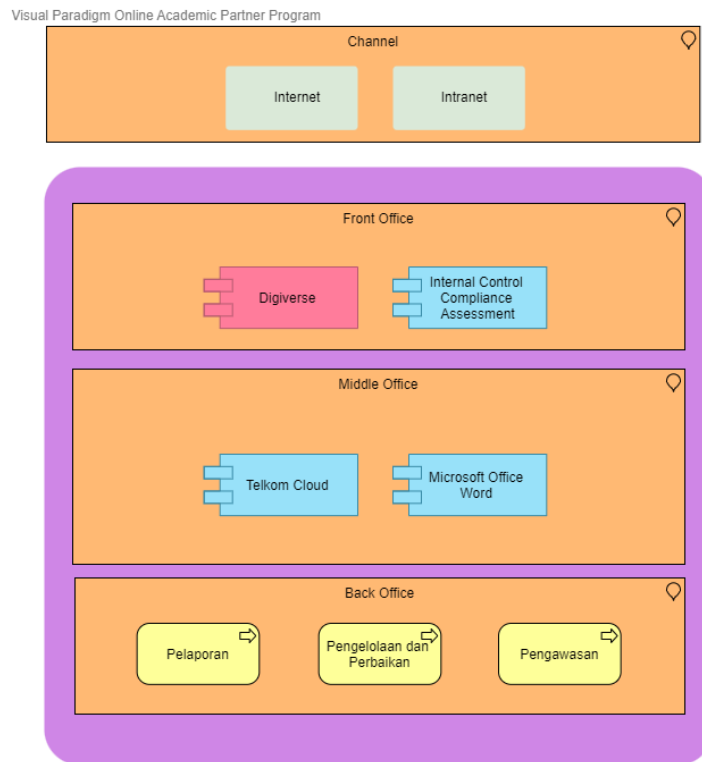 Visual Paradigm Online Academic Partner Program
Channel
Internet
Intranet
Front Office
Digiverse
Internal Control
Compliance
Assessment
Middle Office
Telkom Cloud
Microsoft Office
Word
Back Office
Pelaporan
Pengelolaan dan
Perbaikan
Pengawasan